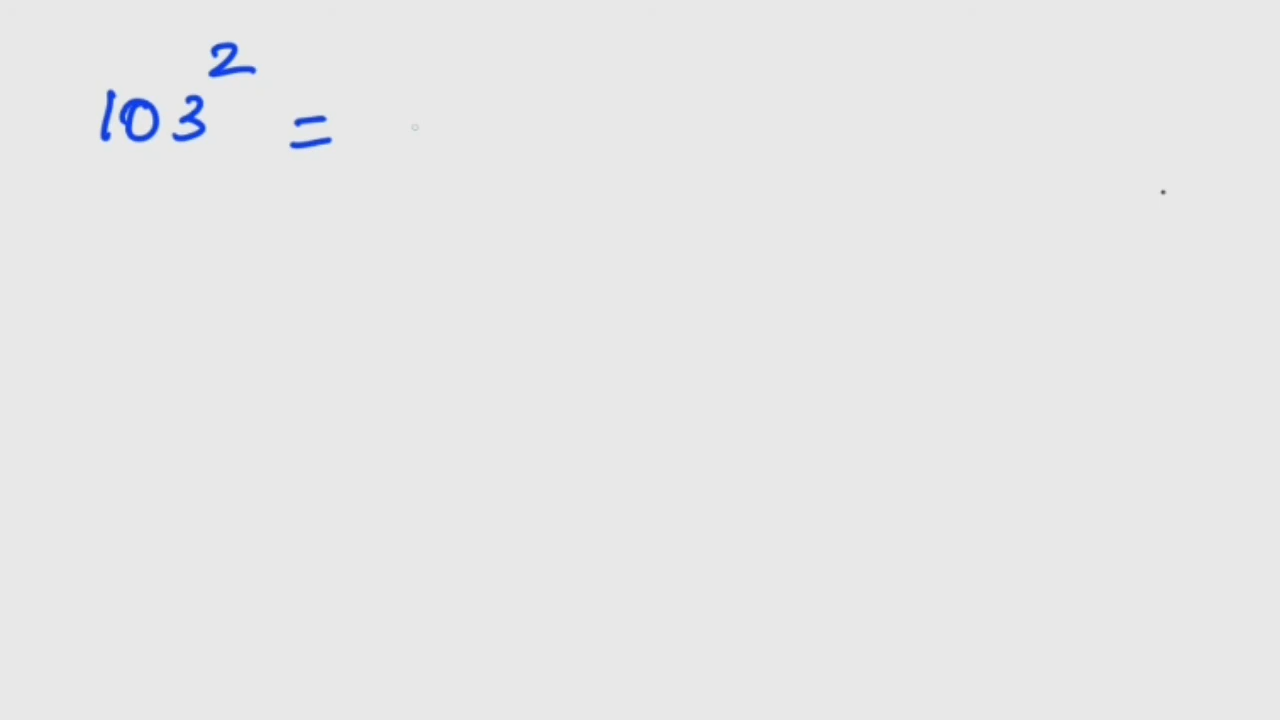 103² =